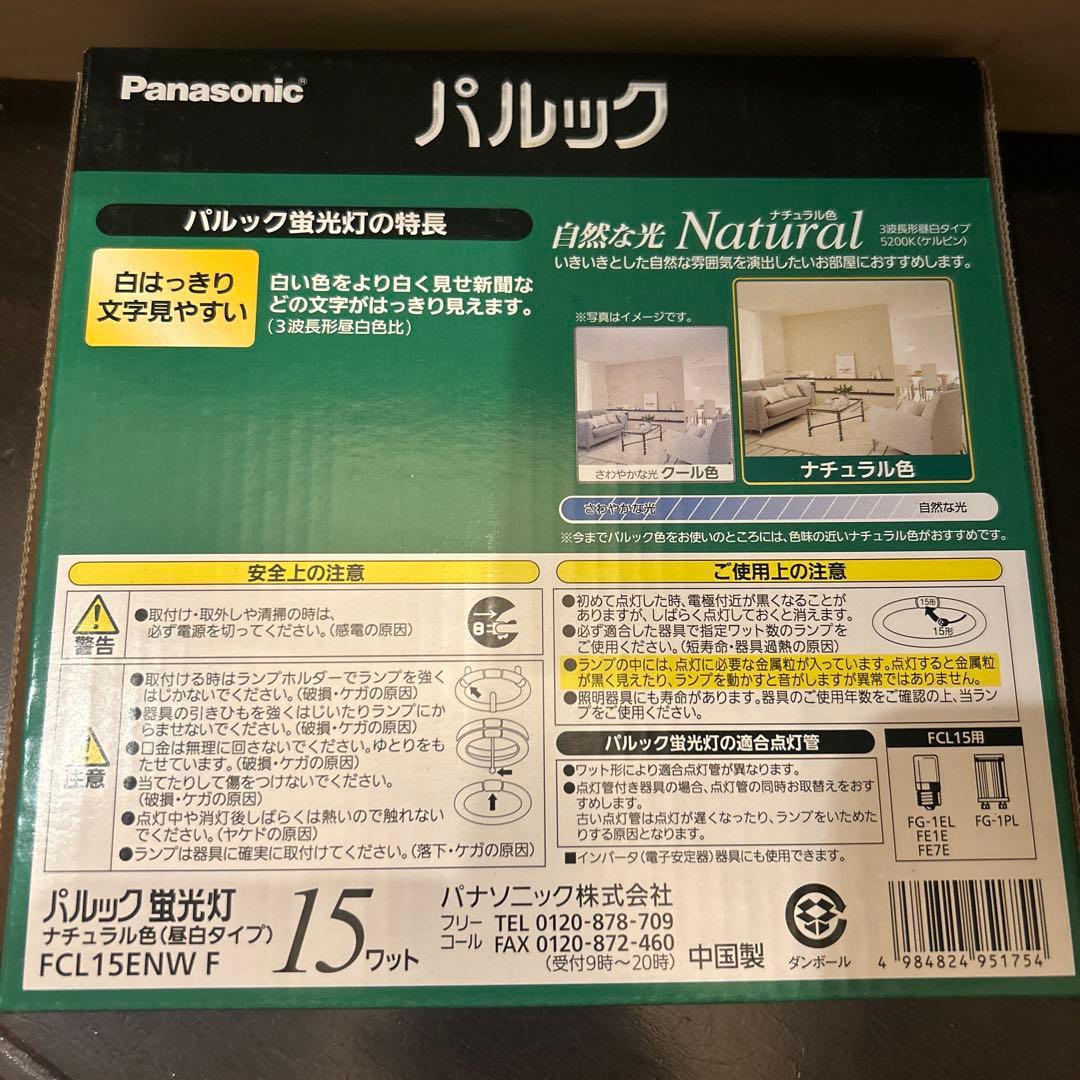 Panasonic®
パルック
パルック蛍光灯の特長
白はっきり
文字見やすい
白い色をより白く見せ新聞な
どの文字がはっきり見えます。
(3波長形昼白色比)
ナチュラル色
自然な光 Natural
3波長形昼白タイプ
5200K(ケルビン)
いきいきとした自然な雰囲気を演出したいお部屋におすすめします。
※写真はイメージです。
さわやかな光 クール色
ナチュラル色
さわやかな光
自然な光
※今までパルック色をお使いのところには、色味の近いナチュラル色がおすすめです。
安全上の注意
警告
●取付け・取外しや清掃の時は、
必ず電源を切ってください。(感電の原因)
注意
●取付ける時はランプホルダーでランプを強く
はじかないでください。(破損・ケガの原因)
●器具の引きひもを強くはじいたりランプにか
らませないでください。(破損・ケガの原因)
●口金は無理に回さないでください。ゆとりをも
たせています。(破損・ケガの原因)
●当てたりして傷をつけないでください。
(破損・ケガの原因)
●点灯中や消灯後しばらくは熱いので触れない
でください。(ヤケドの原因)
●ランプは器具に確実に取付けてください。(落下・ケガの原因)
ご使用上の注意
●初めて点灯した時、電極付近が黒くなることが
ありますが、しばらく点灯しておくと消えます。
●必ず適合した器具で指定ワット数のランプを
ご使用ください。(短寿命・器具過熱の原因)
15形
15形
●ランプの中には、点灯に必要な金属粒が入っています。点灯すると金属粒
が黒く見えたり、ランプを動かすと音がしますが異常ではありません。
●照明器具にも寿命があります。器具のご使用年数をご確認の上、当ラン
プをご使用ください。
パルック蛍光灯の適合点灯管
●ワット形により適合点灯管が異なります。
●点灯管付き器具の場合、点灯管の同時お取替えをおす
すめします。
古い点灯管は点灯が遅くなったり、ランプをいためた
りする原因となります。
■インバータ(電子安定器)器具にも使用できます。
FCL15用
FG-1EL
FE1E
FE7E
FG-1PL
パルック蛍光灯
ナチュラル色(昼白タイプ)
FCL15ENW F
15ワット
パナソニック株式会社
フリー
コール
TEL 0120-878-709
FAX 0120-872-460
(受付9時〜20時)
中国製
ダンボール
4 984824 951754